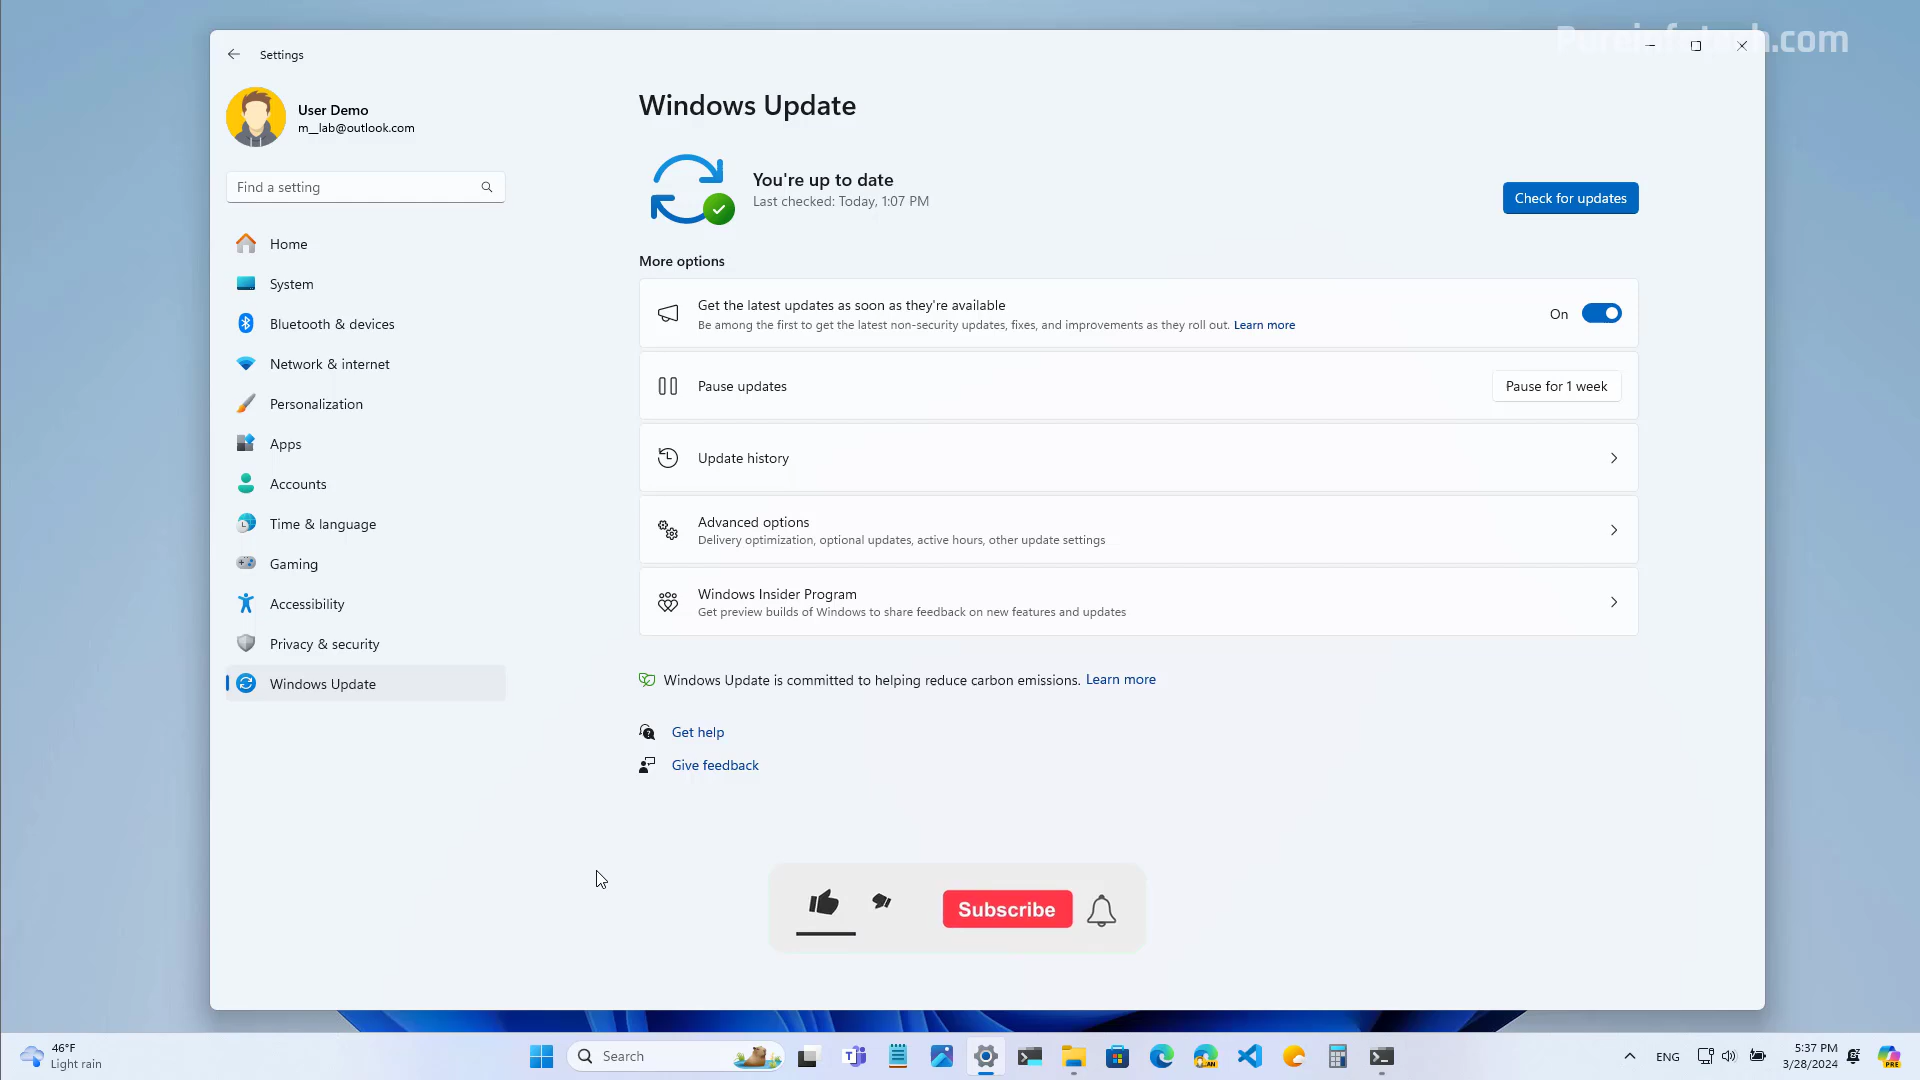 Pureinfotech.com
Settings
User Demo
m__lab@outlook.com
Find a setting
Home
System
Bluetooth & devices
Network & internet
Personalization
Apps
Accounts
Time & language
Gaming
Accessibility
Privacy & security
Windows Update
Windows Update
You're up to date
Last checked: Today, 1:07 PM
Check for updates
More options
Get the latest updates as soon as they're available
Be among the first to get the latest non-security updates, fixes, and improvements as they roll out. Learn more
On
Pause updates
Pause for 1 week
Update history
Advanced options
Delivery optimization, optional updates, active hours, other update settings
Windows Insider Program
Get preview builds of Windows to share feedback on new features and updates
Windows Update is committed to helping reduce carbon emissions. Learn more
Get help
Give feedback
Subscribe
46°F
Light rain
Search
CAN
ENG
5:37 PM
3/28/2024
PRE